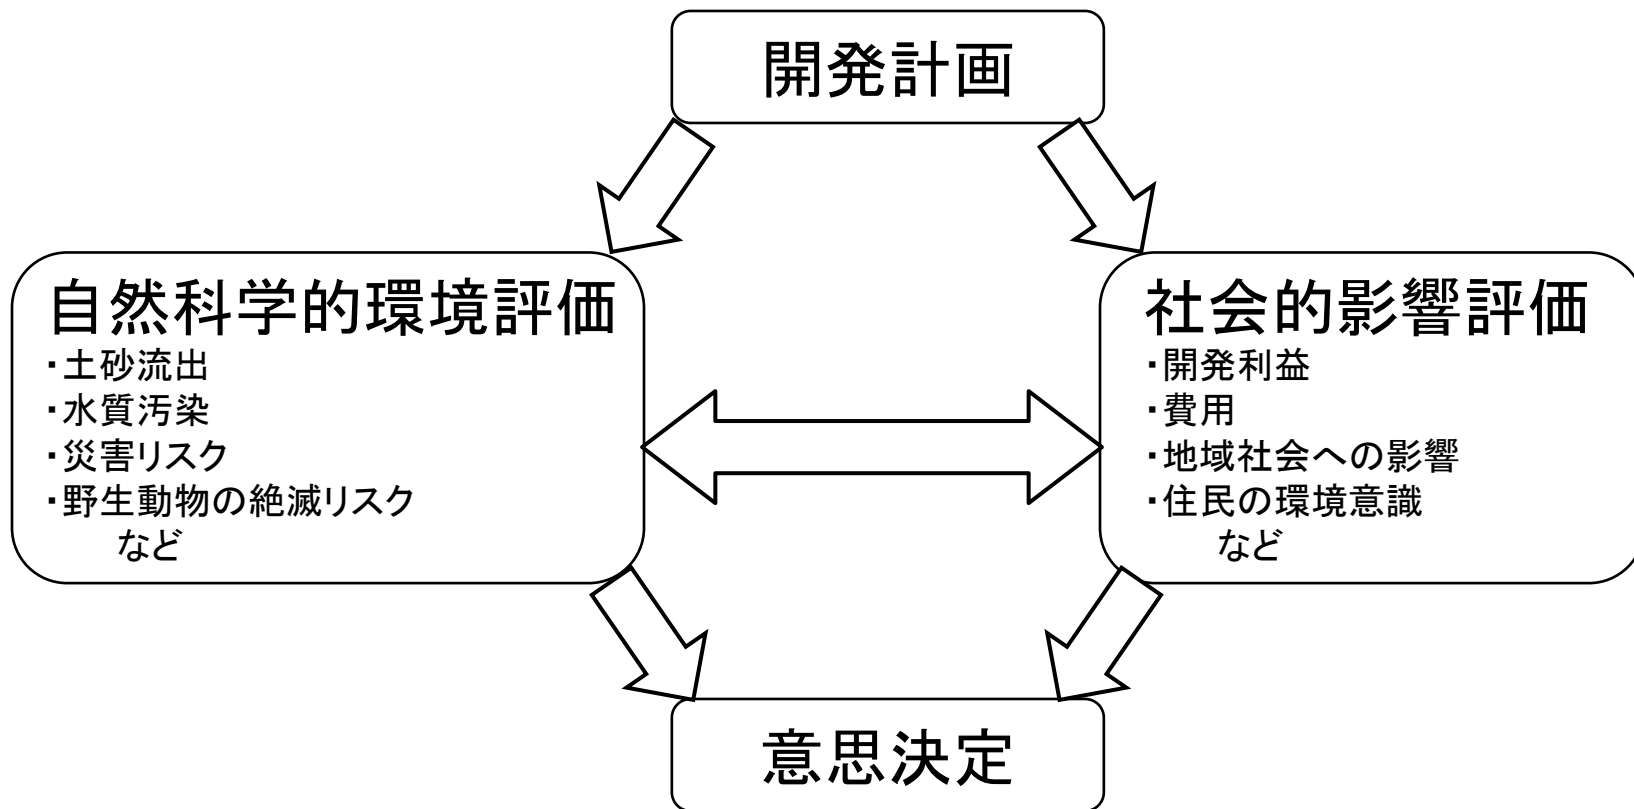 開発計画
自然科学的環境評価
・土砂流出
・水質汚染
・災害リスク
・野生動物の絶滅リスク
など
社会的影響評価
・開発利益
・費用
・地域社会への影響
・住民の環境意識
など
意思決定